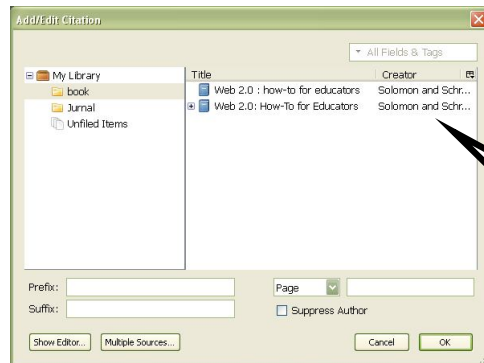 Add/Edit Citation
All Fields & Tags
My Library
book
Jurnal
Unfiled Items
Title Creator
Web 2.0 : how-to for educators Solomon and Schr...
Web 2.0: How-To For Educators Solomon and Schr...
Prefix:
Page
Suffix:
Suppress Author
Show Editor... Multiple Sources... Cancel OK